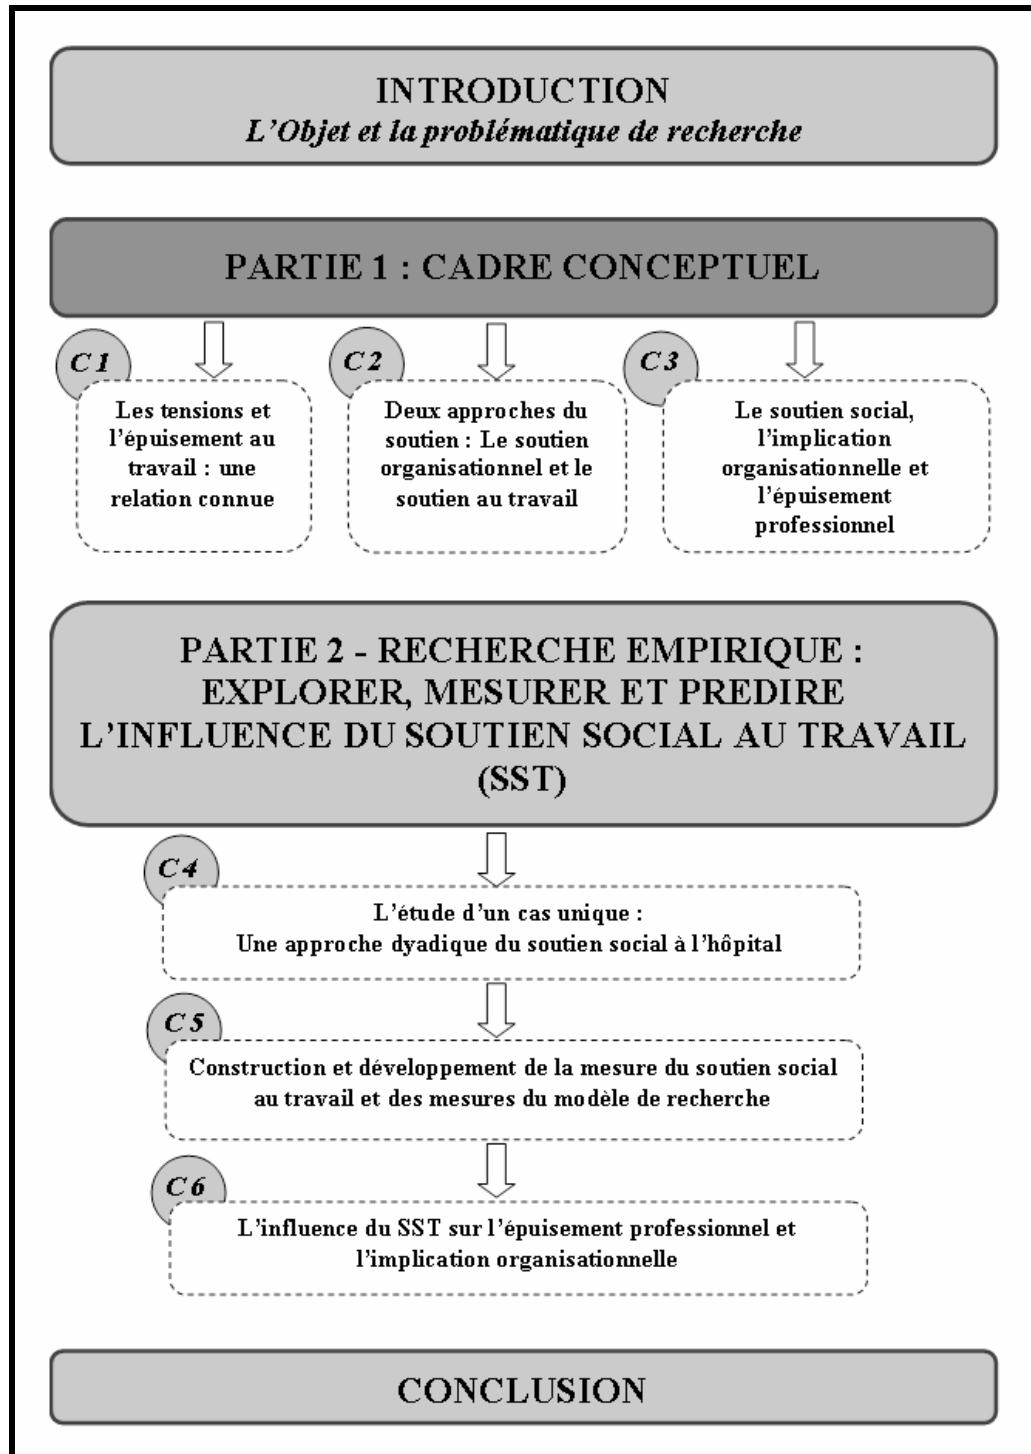 INTRODUCTION
L'Objet et la problématique de recherche
PARTIE 1 : CADRE CONCEPTUEL
C1
Les tensions et
l'épuisement au
travail : une
relation connue
C2
Deux approches du
soutien : Le soutien
organisationnel et le
soutien au travail
C3
Le soutien social,
l'implication
organisationnelle et
l'épuisement
professionnel
PARTIE 2 - RECHERCHE EMPIRIQUE :
EXPLORER, MESURER ET PREDIRE
L'INFLUENCE DU SOUTIEN SOCIAL AU TRAVAIL
(SST)
C4
L'étude d'un cas unique :
Une approche dyadique du soutien social à l'hôpital
C5
Construction et développement de la mesure du soutien social
au travail et des mesures du modèle de recherche
C6
L'influence du SST sur l'épuisement professionnel et
l'implication organisationnelle
CONCLUSION